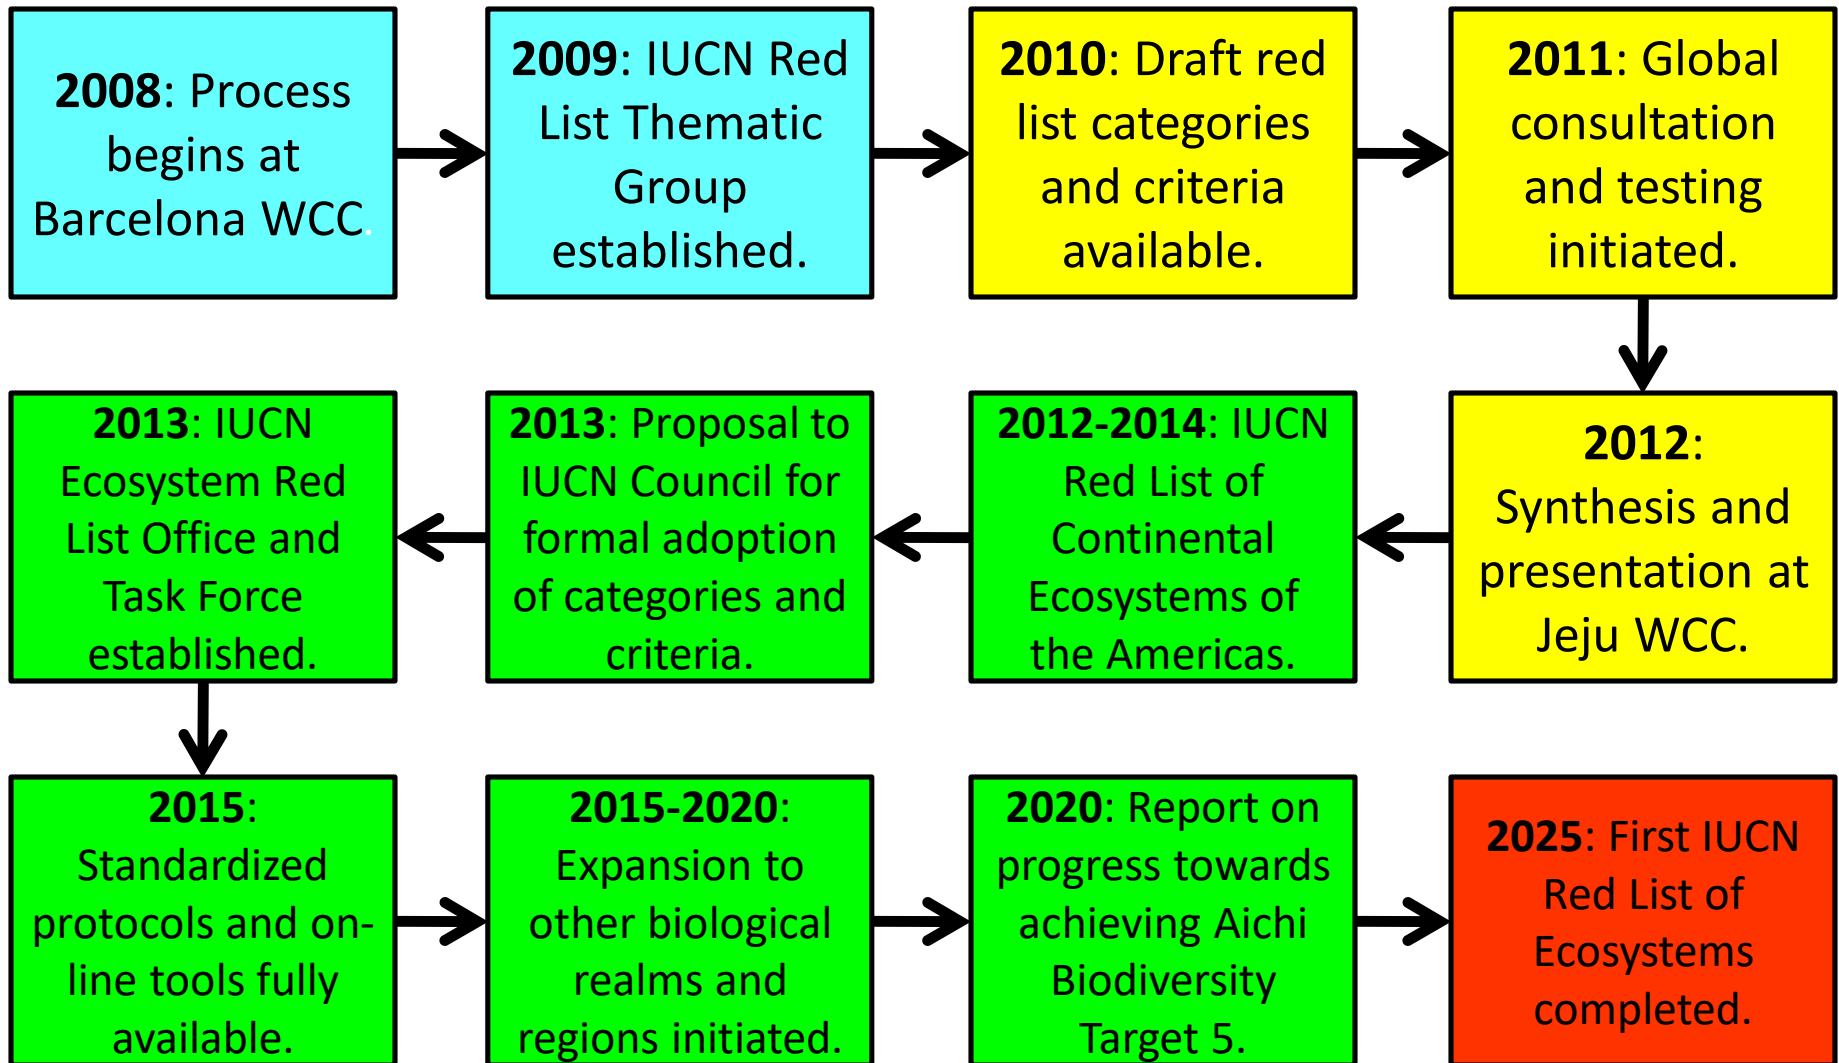 2008: Process
begins at
Barcelona WCC.
2009: IUCN Red
List Thematic
Group
established.
2010: Draft red
list categories
and criteria
available.
2011: Global
consultation
and testing
initiated.
2012:
Synthesis and
presentation at
Jeju WCC.
2012-2014: IUCN
Red List of
Continental
Ecosystems of
the Americas.
2013: Proposal to
IUCN Council for
formal adoption
of categories and
criteria.
2013: IUCN
Ecosystem Red
List Office and
Task Force
established.
2015:
Standardized
protocols and on-
line tools fully
available.
2015-2020:
Expansion to
other biological
realms and
regions initiated.
2020: Report on
progress towards
achieving Aichi
Biodiversity
Target 5.
2025: First IUCN
Red List of
Ecosystems
completed.